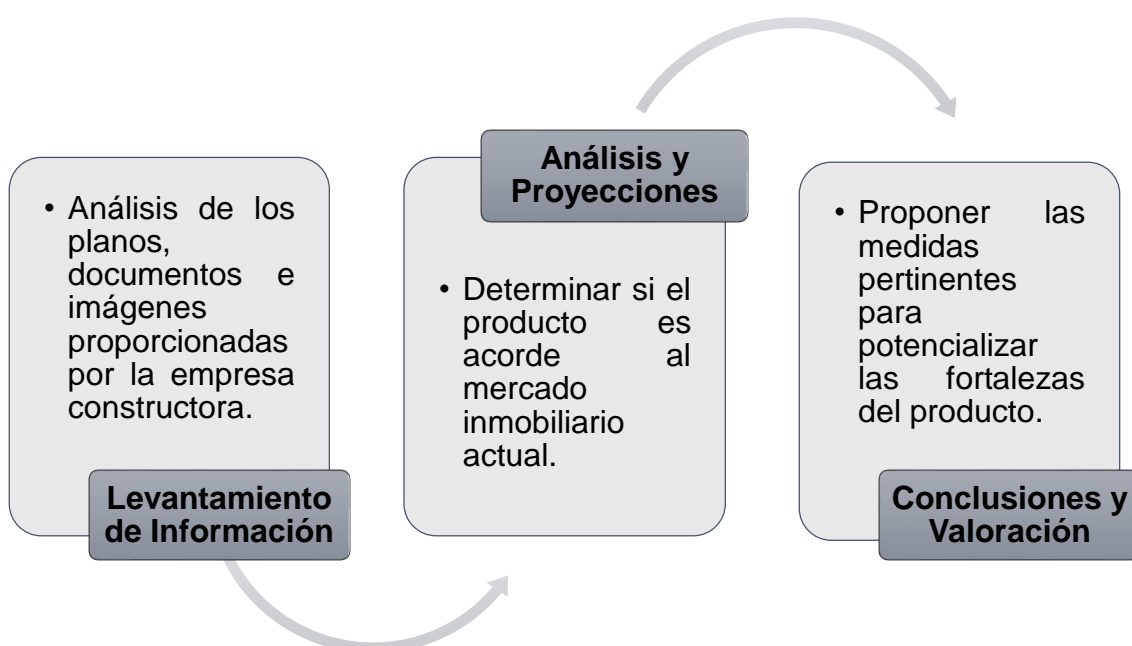 • Análisis de los
planos,
documentos e
imágenes
proporcionadas
por la empresa
constructora.
Levantamiento
de Información
Análisis y
Proyecciones
• Determinar si el
producto es
acorde al
mercado
inmobiliario
actual.
• Proponer las
medidas
pertinentes
para
potencializar
las fortalezas
del producto.
Conclusiones y
Valoración